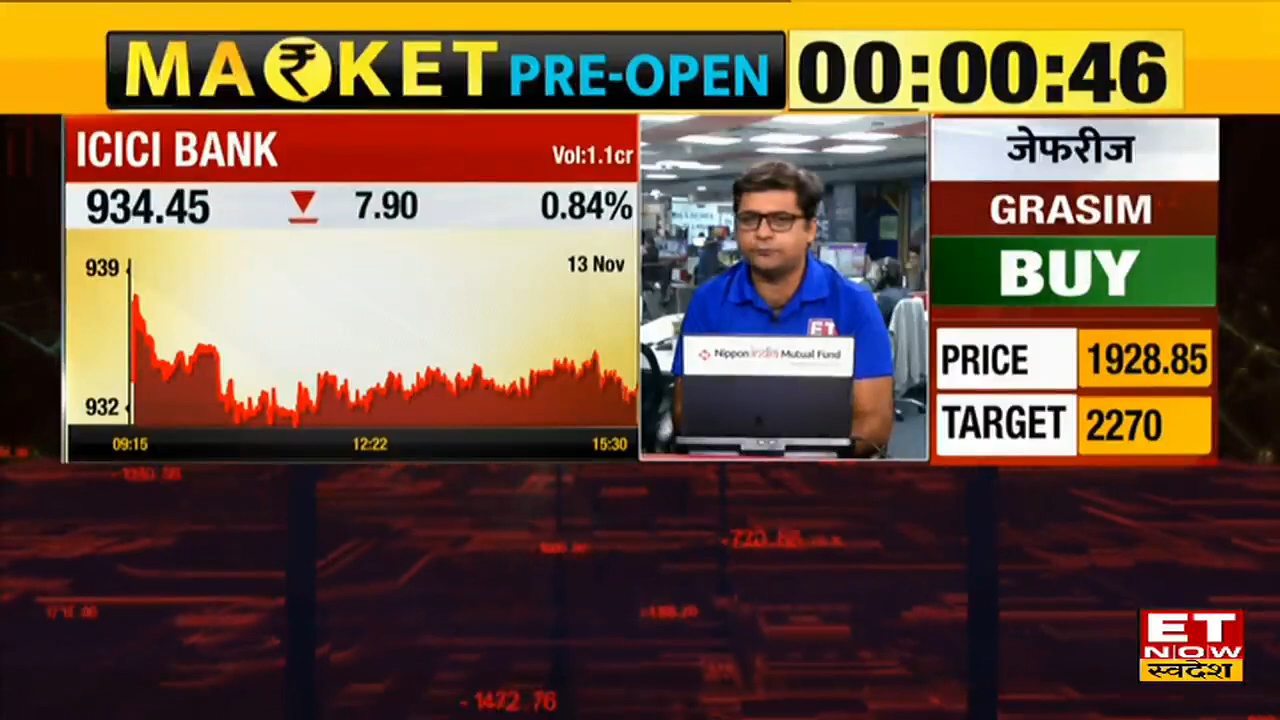 MA₹KET PRE-OPEN 00:00:46
ICICI BANK Vol:1.1cr
934.45 ▼ 7.90 0.84%
939
13 Nov
932
09:15 12:22 15:30
ET
Nippon india Mutual Fund
जेफरीज
GRASIM
BUY
PRICE 1928.85
TARGET 2270
- 1472.76
ET
NOW
स्वदेश